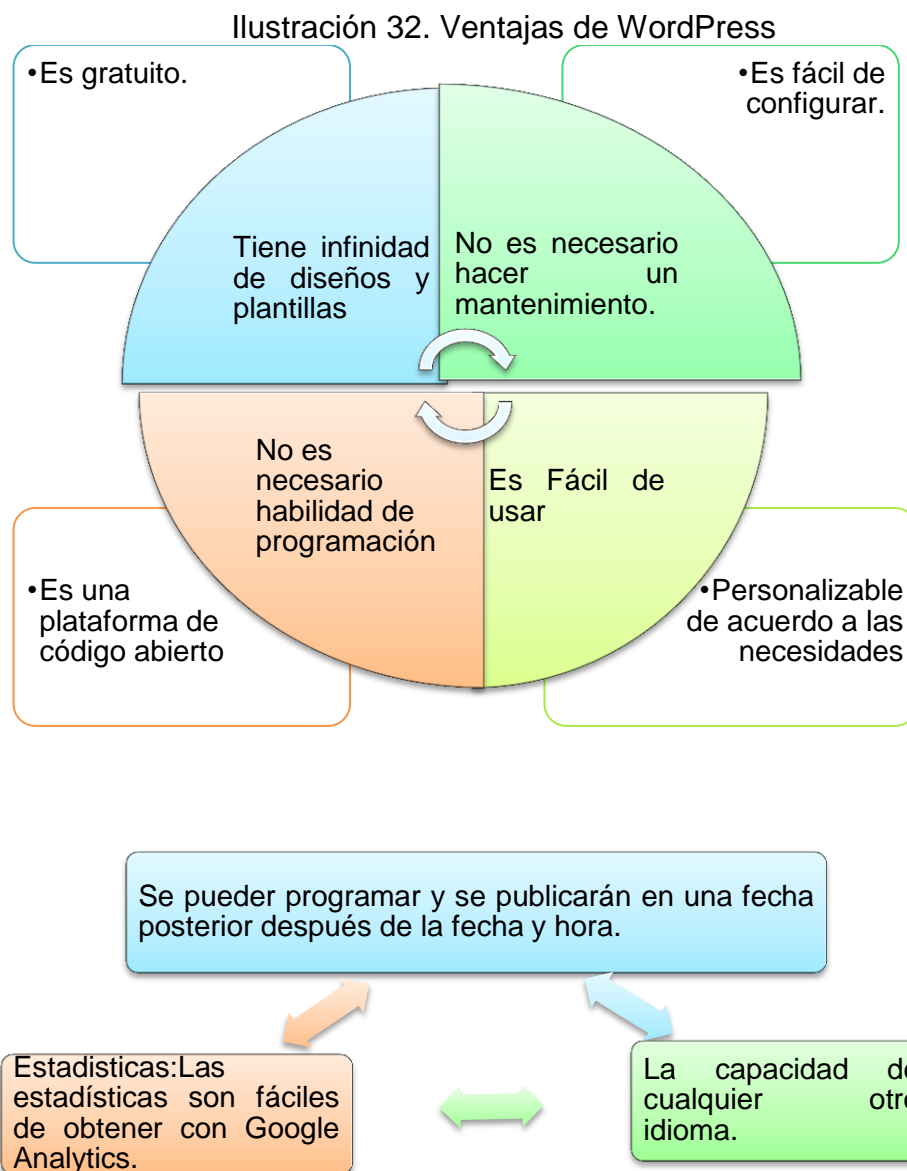 Ilustración 32. Ventajas de WordPress
•Es gratuito.
•Es fácil de
configurar.
Tiene infinidad
de diseños y
plantillas
No es necesario
hacer un
mantenimiento.
No es
necesario
habilidad de
programación
Es Fácil de
usar
•Es una
plataforma de
código abierto
•Personalizable
de acuerdo a las
necesidades
Se pueder programar y se publicarán en una fecha
posterior después de la fecha y hora.
Estadisticas:Las
estadísticas son fáciles
de obtener con Google
Analytics.
La capacidad de
cualquier otro
idioma.